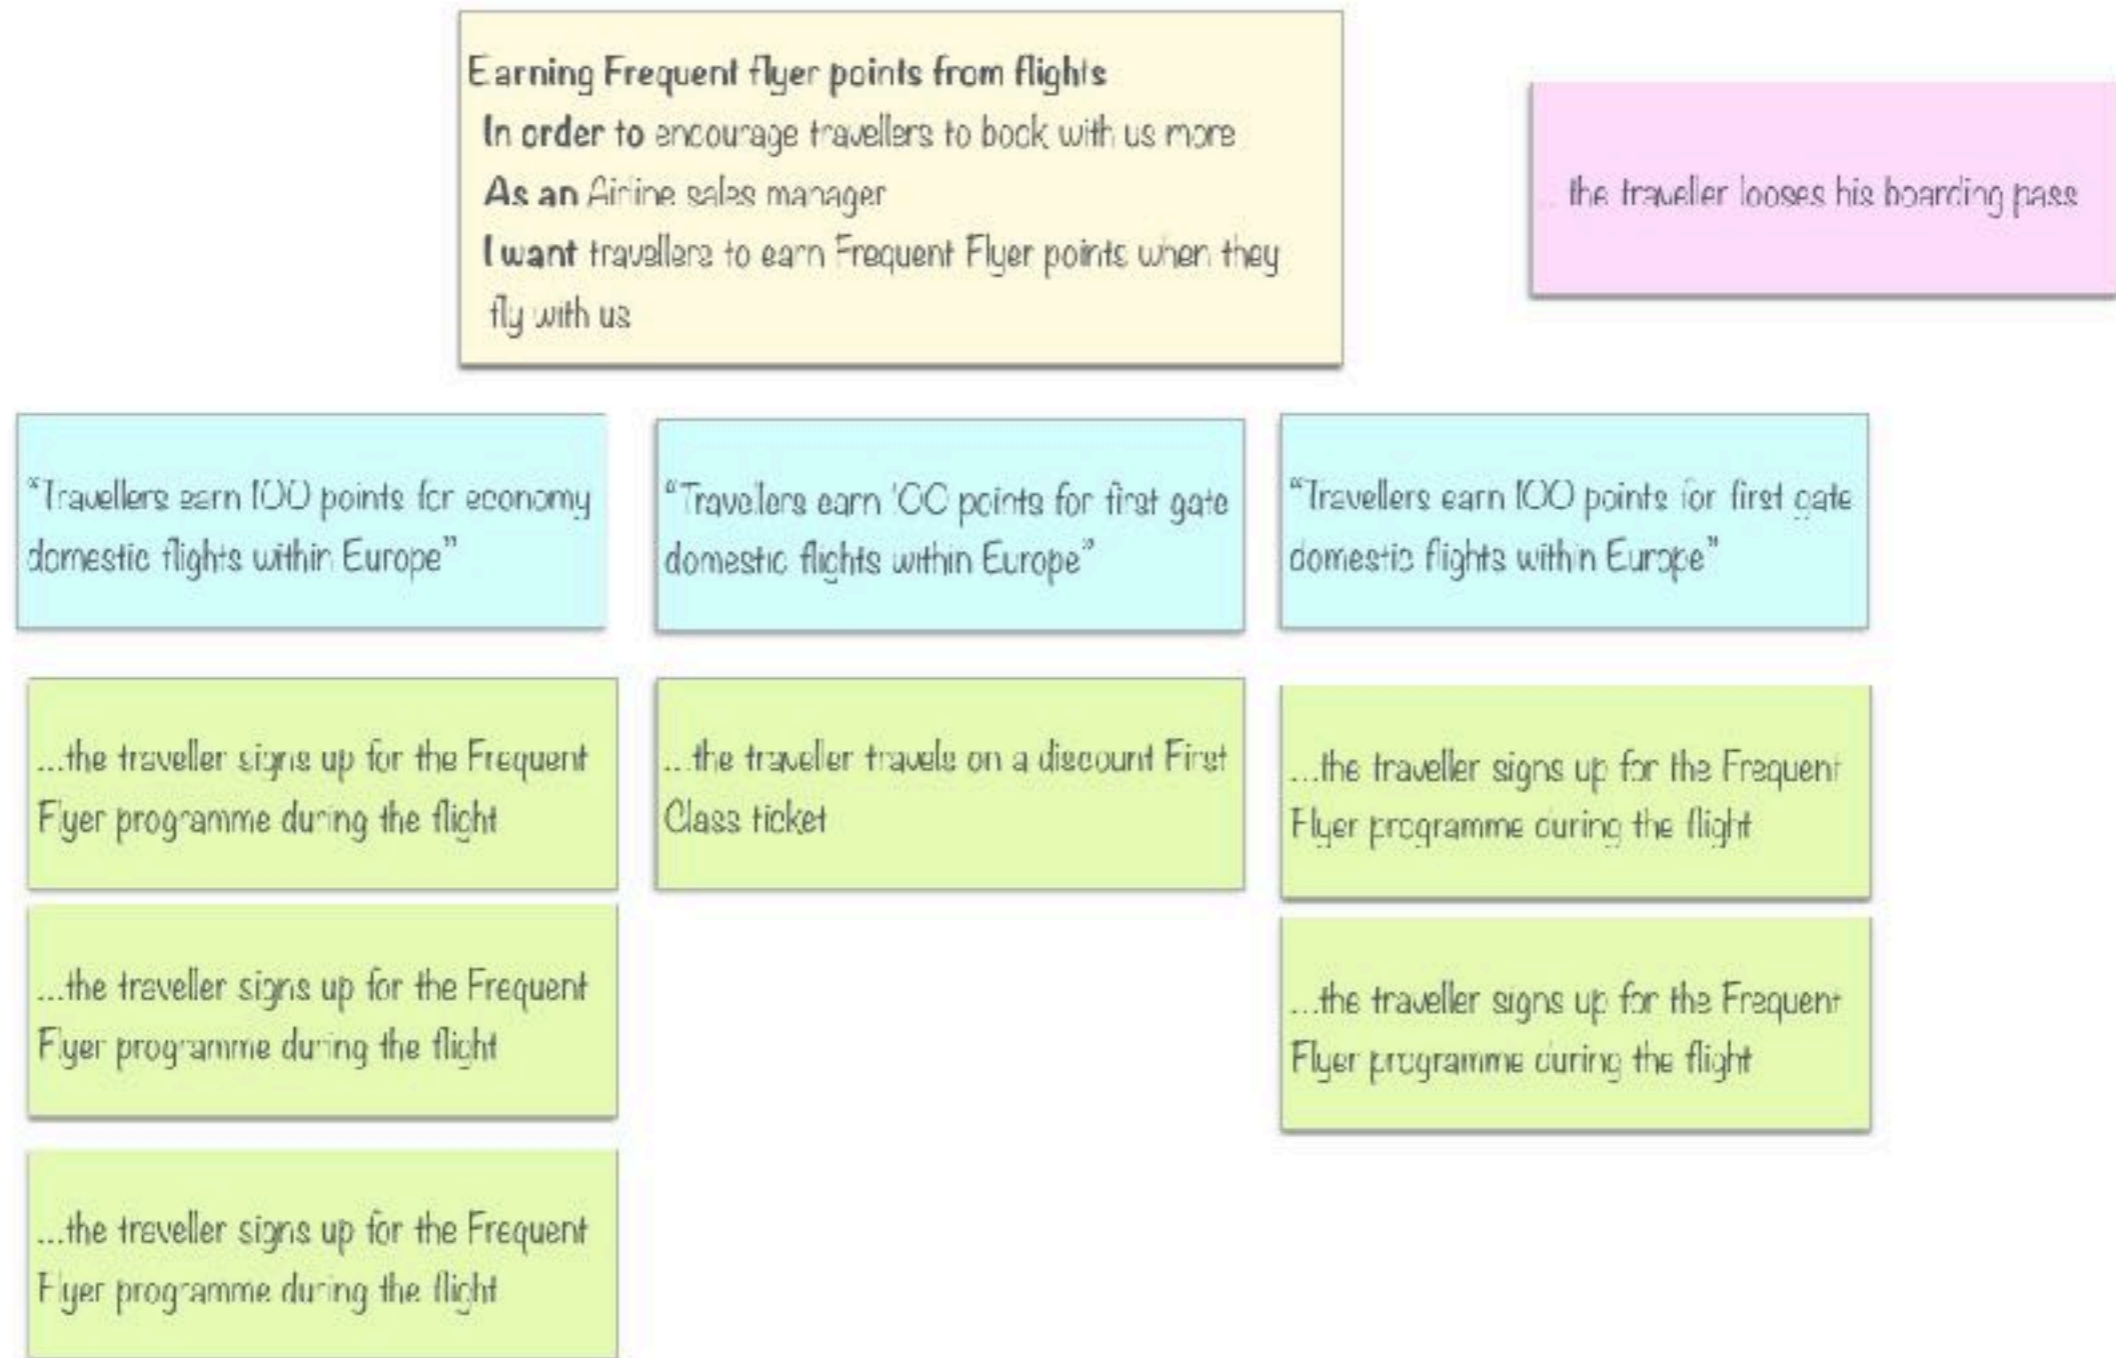 Earning Frequent flyer points from flights
In order to encourage travellers to book with us more
As an Airline sales manager
I want travellers to earn Frequent Flyer points when they
fly with us
... the traveller looses his boarding pass
“Travellers earn 100 points for economy
domestic flights within Europe”
“Travellers earn 100 points for first gate
domestic flights within Europe”
“Travellers earn 100 points for first gate
domestic flights within Europe”
...the traveller signs up for the Frequent
Flyer programme during the flight
...the traveller travels on a discount First
Class ticket
...the traveller signs up for the Frequent
Flyer programme during the flight
...the traveller signs up for the Frequent
Flyer programme during the flight
...the traveller signs up for the Frequent
Flyer programme during the flight
...the traveller signs up for the Frequent
Flyer programme during the flight